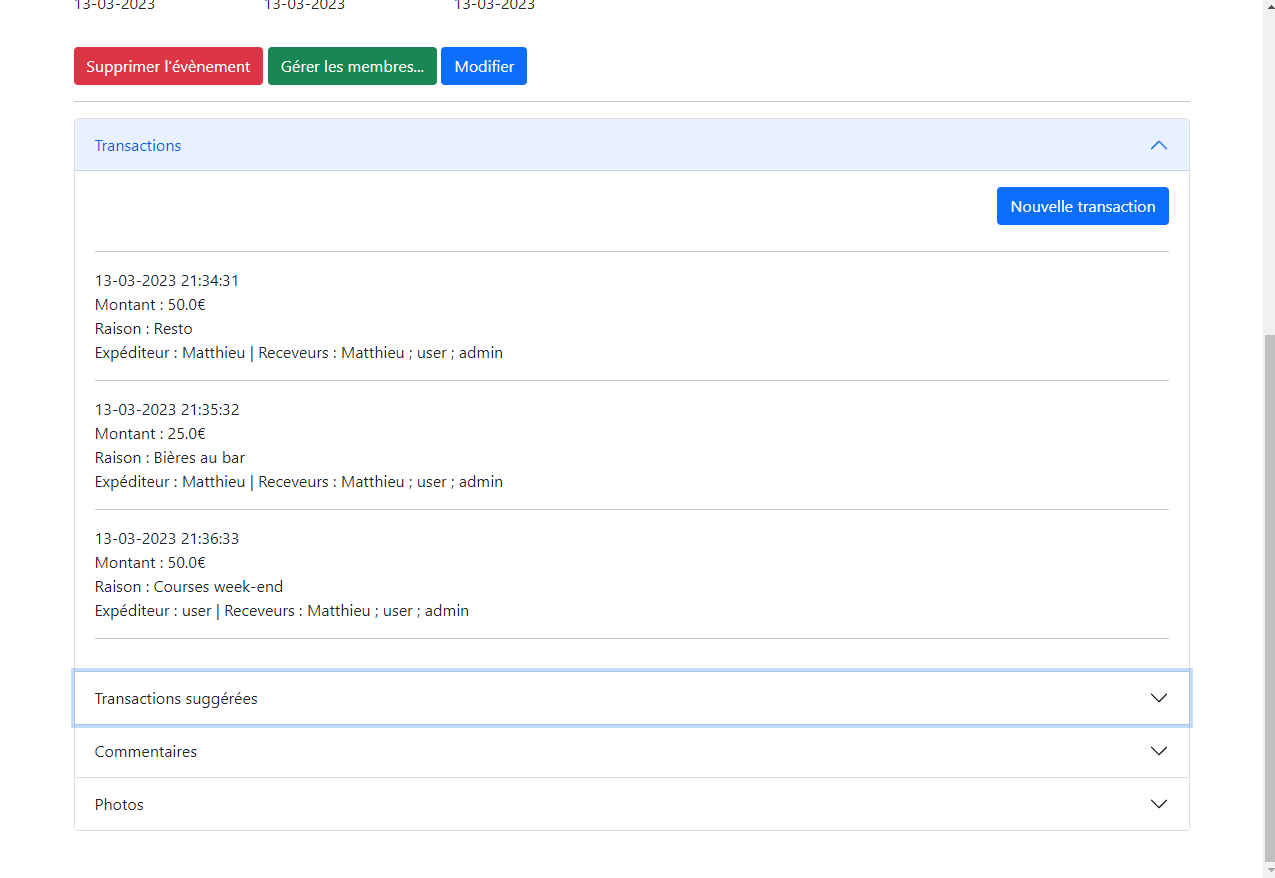 13-03-2023 13-03-2023 13-03-2023
Supprimer l'évènement Gérer les membres... Modifier
Transactions
Nouvelle transaction
13-03-2023 21:34:31
Montant : 50.0€
Raison : Resto
Expéditeur : Matthieu | Receveurs : Matthieu ; user ; admin
13-03-2023 21:35:32
Montant : 25.0€
Raison : Bières au bar
Expéditeur : Matthieu | Receveurs : Matthieu ; user ; admin
13-03-2023 21:36:33
Montant : 50.0€
Raison : Courses week-end
Expéditeur : user | Receveurs : Matthieu ; user ; admin
Transactions suggérées
Commentaires
Photos